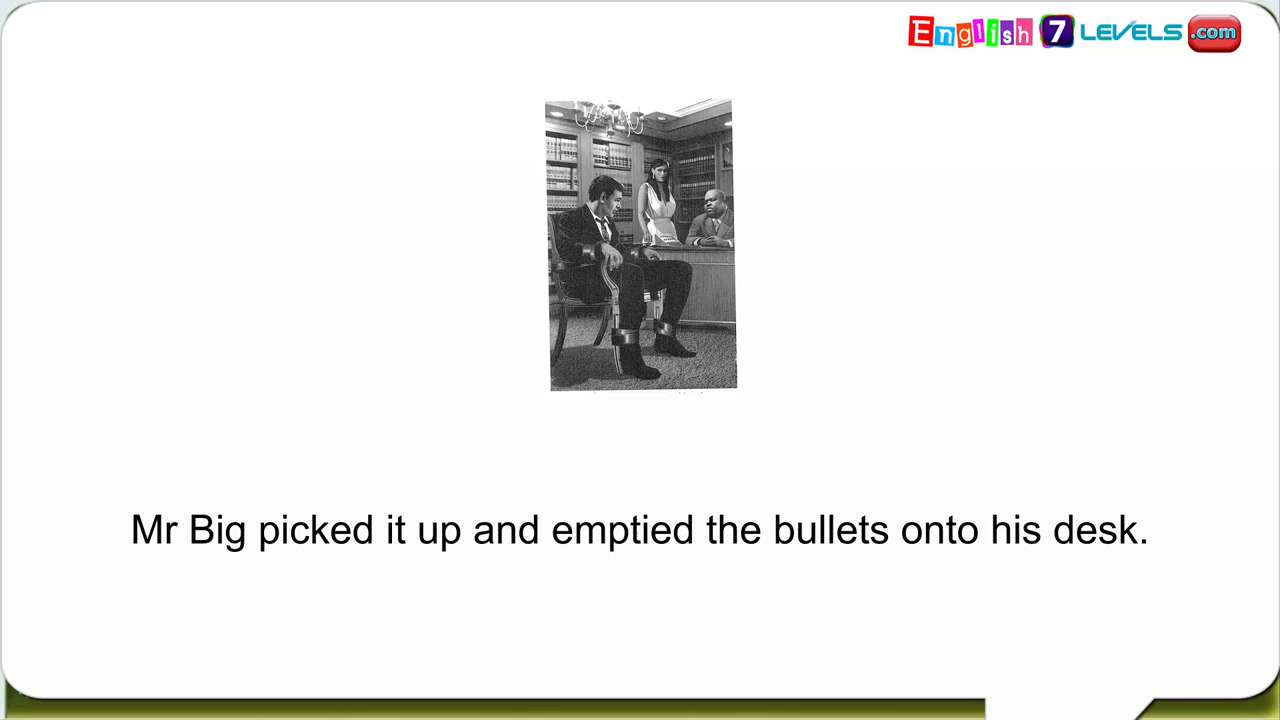 English 7 LEVELS .com
Mr Big picked it up and emptied the bullets onto his desk.